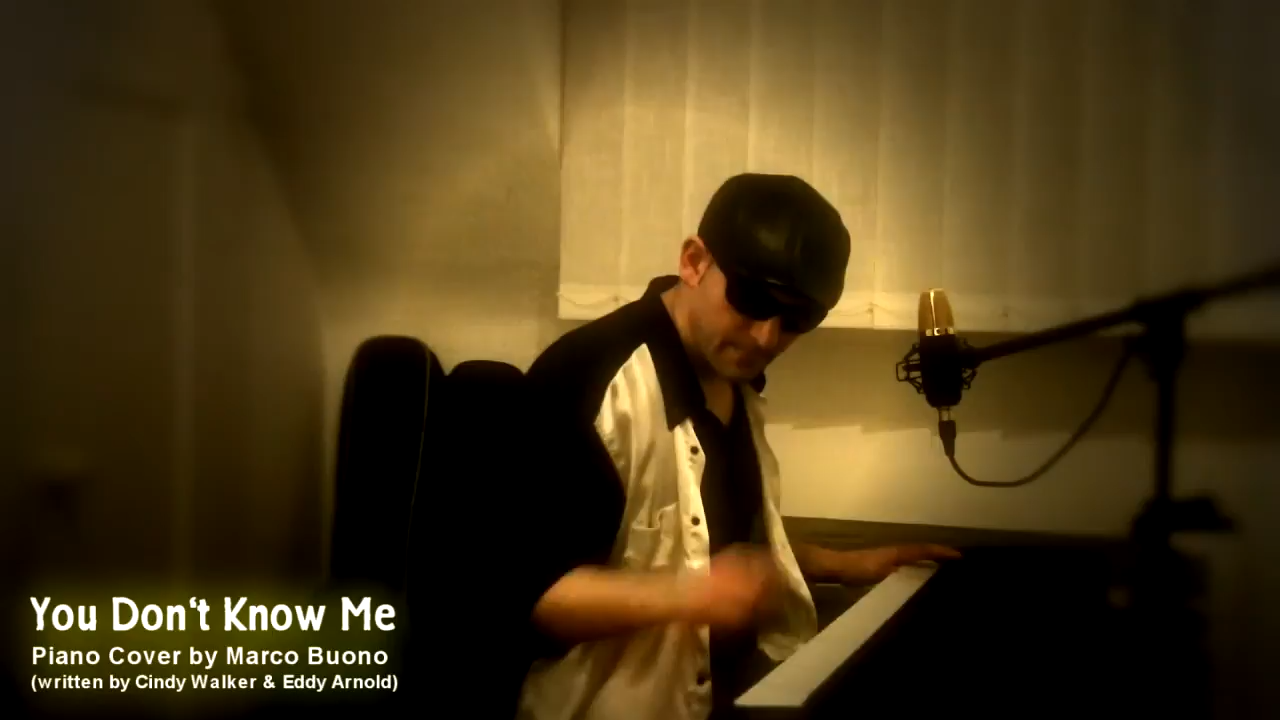 You Don't Know Me
Piano Cover by Marco Buono
(written by Cindy Walker & Eddy Arnold)